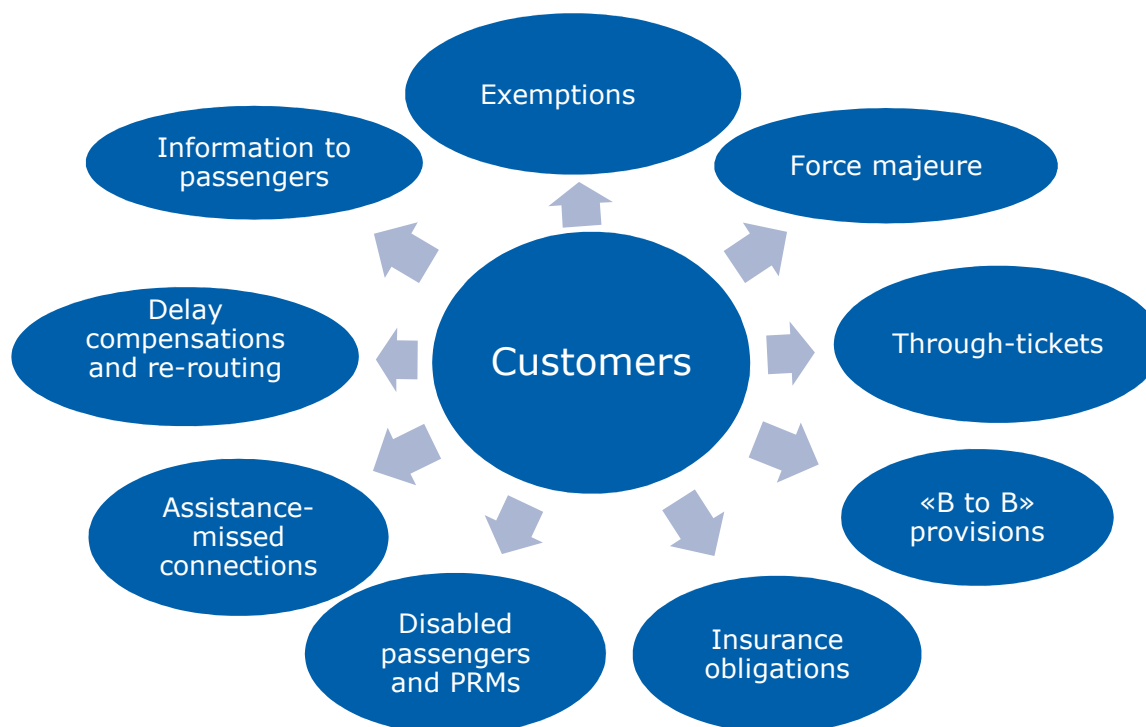 Exemptions
Information to
passengers
Force majeure
Delay
compensations
and re-routing
Customers
Through-tickets
Assistance-
missed
connections
«B to B»
provisions
Disabled
passengers
and PRMs
Insurance
obligations